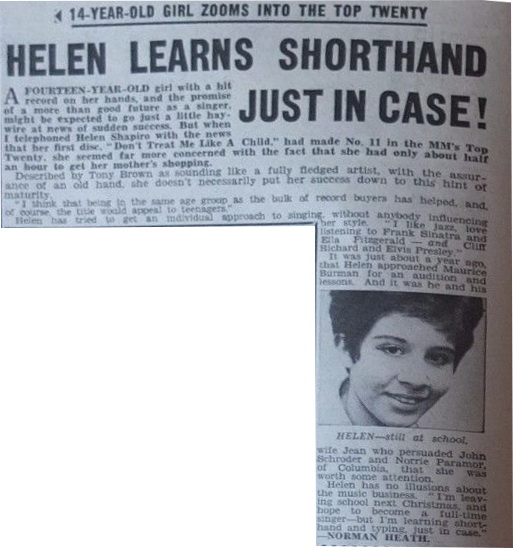 14-YEAR-OLD GIRL ZOOMS INTO THE TOP TWENTY
HELEN LEARNS SHORTHAND
JUST IN CASE!
A FOURTEEN-YEAR-OLD girl with a hit
record on her hands, and the promise
of a more than good future as a singer,
might be expected to go just a little hay-
wire at news of sudden success. But when
I telephoned Helen Shapiro with the news
that her first disc, "Don't Treat Me Like A Child," had made No. 11 in the MM's Top
Twenty, she seemed far more concerned with the fact that she had only about half
an hour to get her mother's shopping.
Described by Tony Brown as sounding like a fully fledged artist, with the assur-
ance of an old hand, she doesn't necessarily put her success down to this hint of
maturity.
"I think that being in the same age group as the bulk of record buyers has helped, and,
of course, the title would appeal to teenagers."
Helen has tried to get an individual approach to singing, without anybody influencing
her style. "I like jazz, love
listening to Frank Sinatra and
Ella Fitzgerald — and Cliff
Richard and Elvis Presley."
It was just about a year ago,
that Helen approached Maurice
Burman for an audition and
lessons. And it was he and his
HELEN—still at school.
wife Jean who persuaded John
Schroder and Norrie Paramor,
of Columbia, that she was
worth some attention.
Helen has no illusions about
the music business. "I'm leav-
ing school next Christmas, and
hope to become a full-time
singer—but I'm learning short-
hand and typing, just in case."
—NORMAN HEATH.